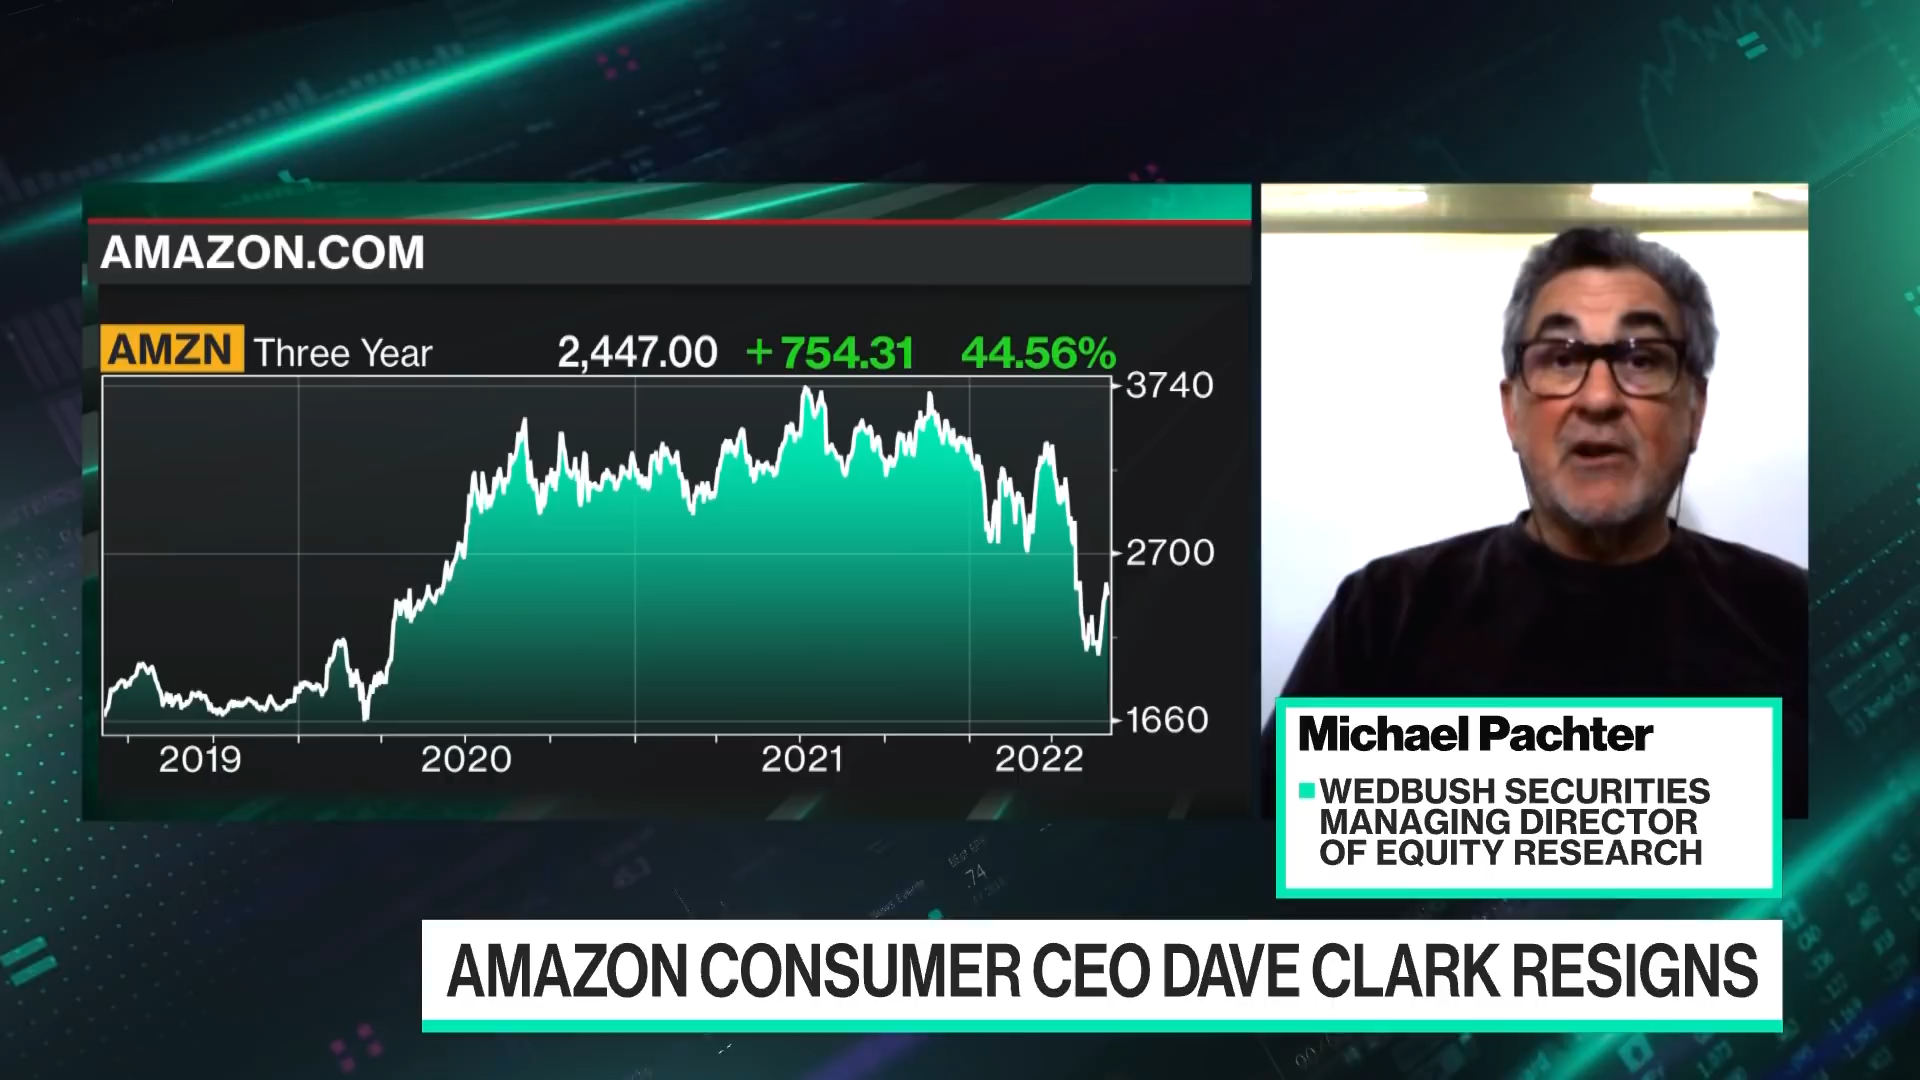 AMAZON.COM
AMZN Three Year 2,447.00 +754.31 44.56%
3740
2700
1660
2019 2020 2021 2022
Michael Pachter
WEDBUSH SECURITIES
MANAGING DIRECTOR
OF EQUITY RESEARCH
AMAZON CONSUMER CEO DAVE CLARK RESIGNS
.74